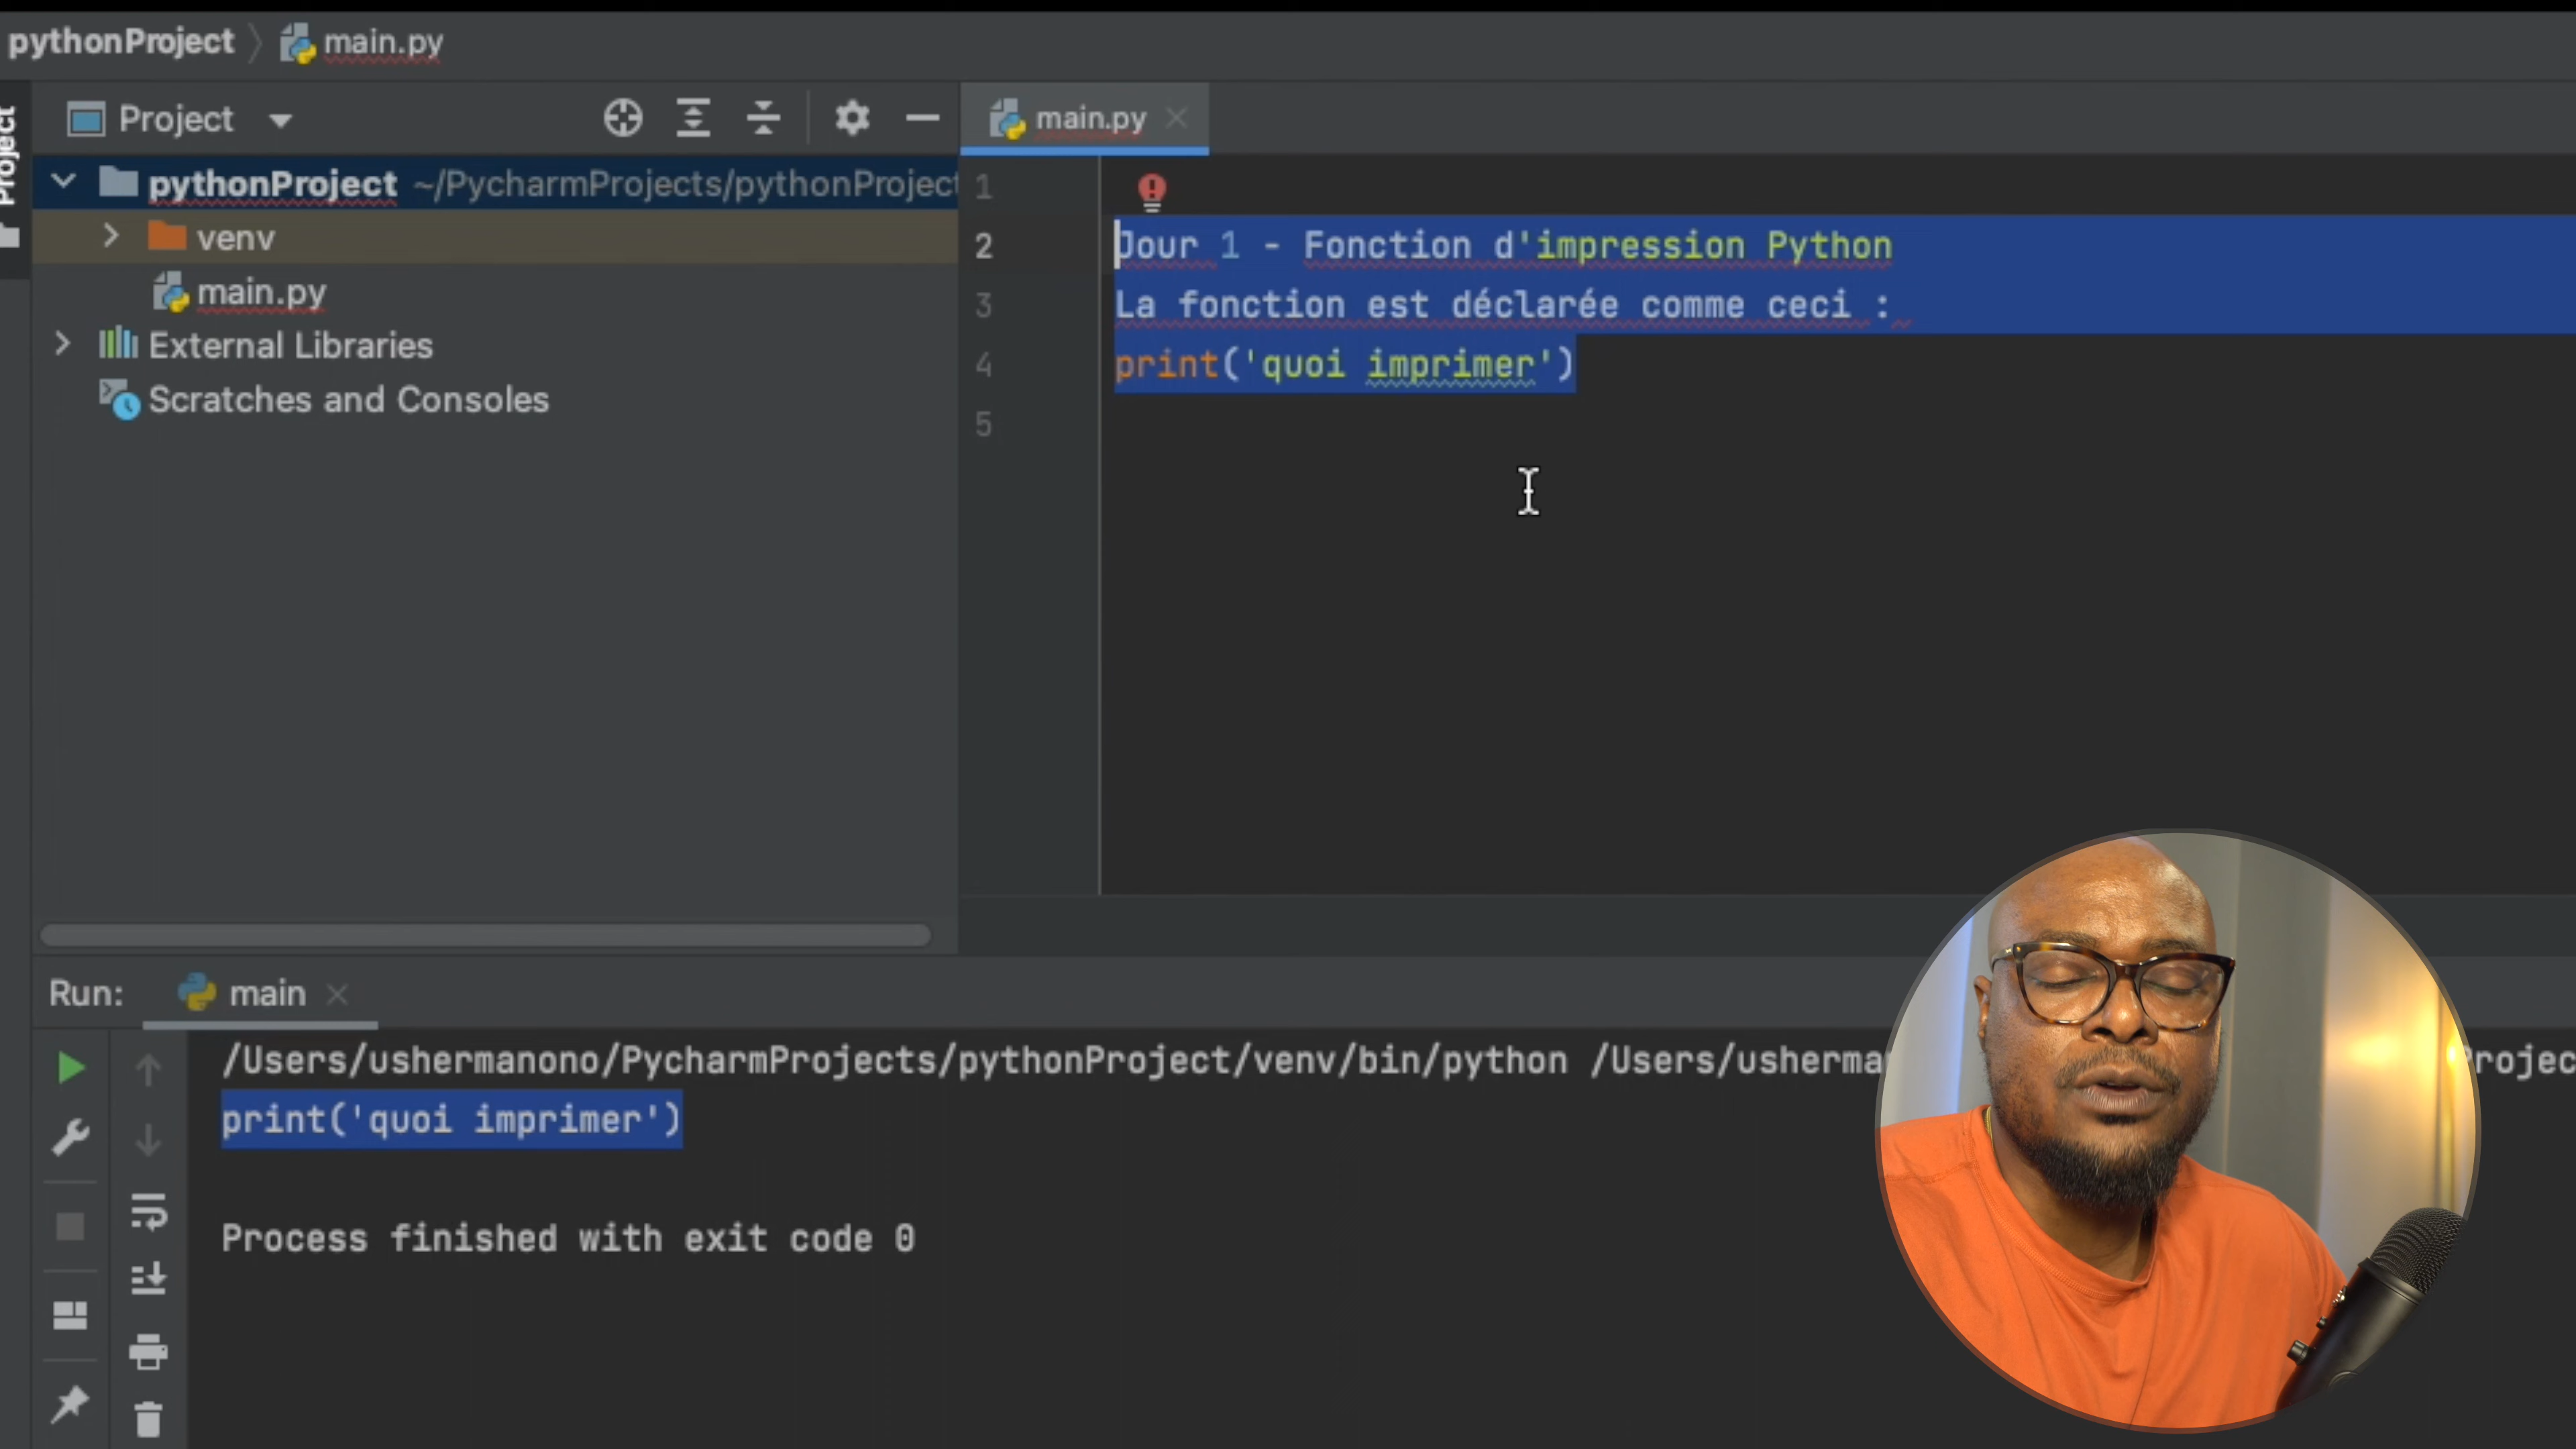 pythonProject main.py
Project
Project
main.py
pythonProject ~/PycharmProjects/pythonProject
venv
main.py
External Libraries
Scratches and Consoles
1
2 Jour 1 - Fonction d'impression Python
3 La fonction est déclarée comme ceci :
4 print('quoi imprimer')
5
Run: main
/Users/ushermanono/PycharmProjects/pythonProject/venv/bin/python /Users/usherma
print('quoi imprimer')
Process finished with exit code 0